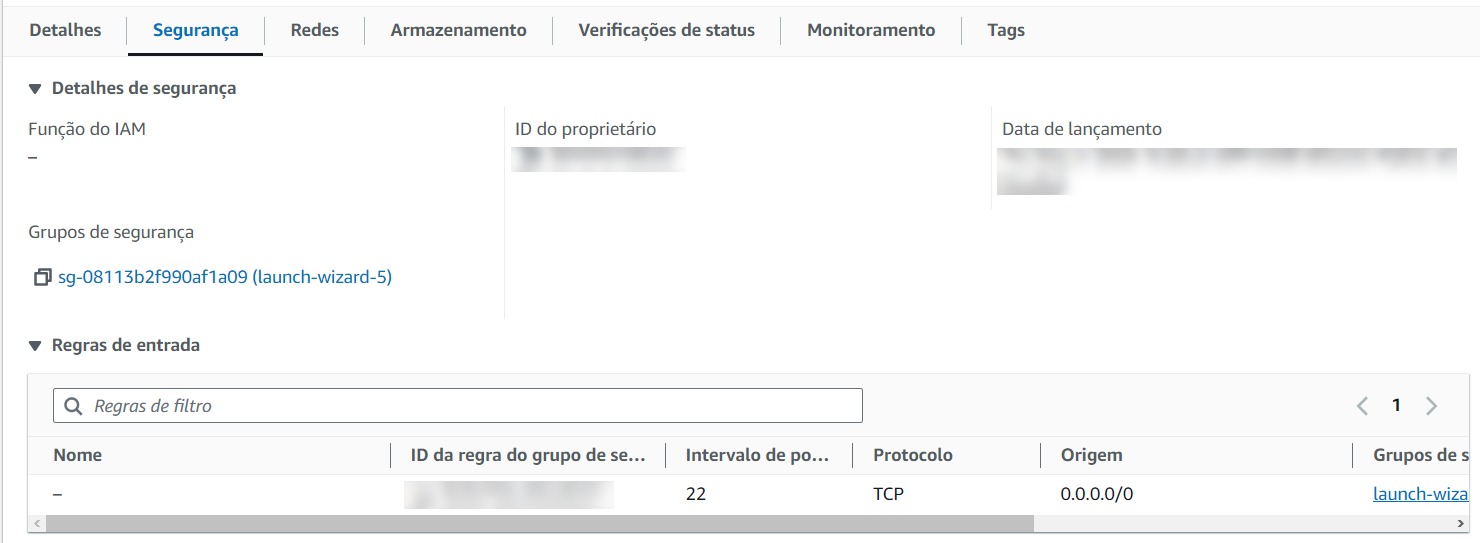 Detalhes Segurança Redes Armazenamento Verificações de status Monitoramento Tags
Detalhes de segurança
Função do IAM ID do proprietário Data de lançamento
–
Grupos de segurança
sg-08113b2f990af1a09 (launch-wizard-5)
Regras de entrada
Regras de filtro 1
Nome ID da regra do grupo de se... Intervalo de po... Protocolo Origem Grupos de s
– 22 TCP 0.0.0.0/0 launch-wiza